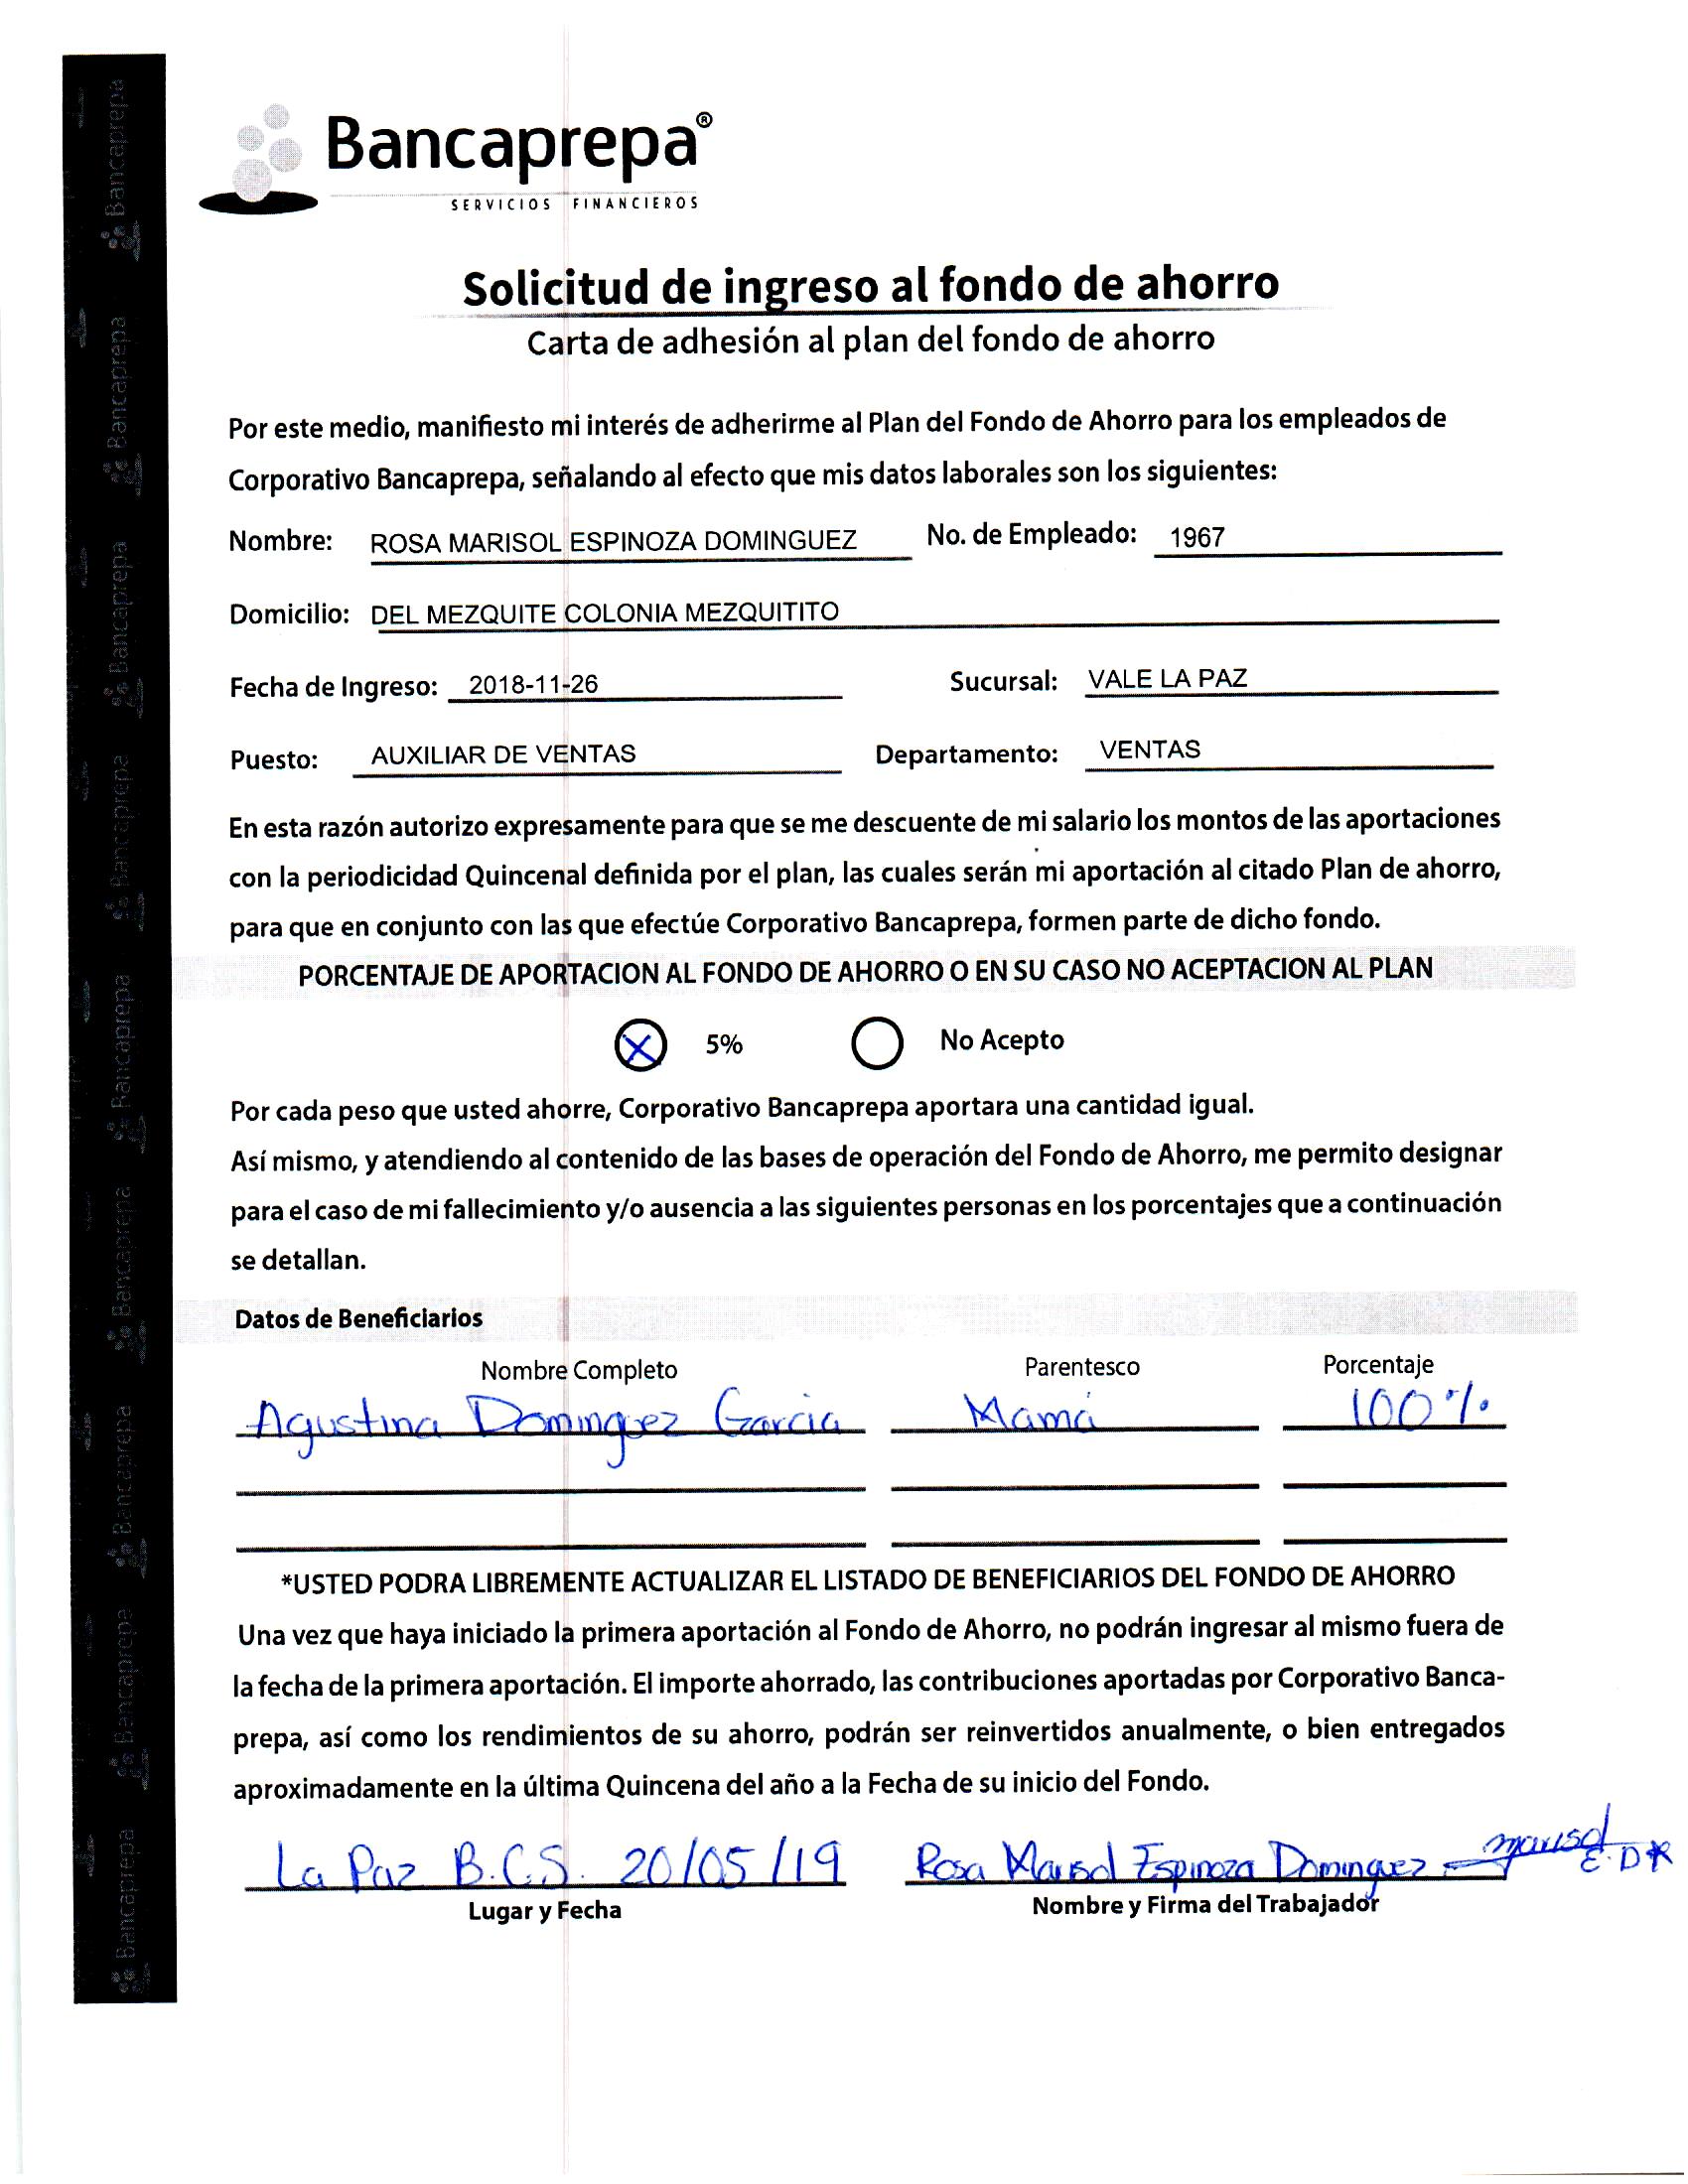 Bancaprepa®
SERVICIOS FINANCIEROS
Solicitud de ingreso al fondo de ahorro
Carta de adhesión al plan del fondo de ahorro
Por este medo, manifiesto mi interés de adherirme al Plan del Fondo de Ahorro para los empleados de
Corporativo Bancaprepa, señalando al efecto que mis datos laborales son los siguientes:
Nombre: ROSA MARISOL ESPINOZA DOMINGUEZ No. de Empleado: 1967
Domicilio: DEL MEZQUITE COLONIA MEZQUITITO
Fecha de Ingreso: 2018-11-26 Sucursal: VALE LA PAZ
Puesto: AUXILIAR DE VENTAS Departamento: VENTAS
En esta razón autorizo expresamente para que se me descuente de mi salario los montos de las aportaciones
con la periodicidad Quincenal definida por el plan, las cuales serán mi aportación al citado Plan de ahorro,
para que en conjunto con las que efectúe Corporativo Bancaprepa, formen parte de dicho fondo.
PORCENTAJE DE APORTACION AL FONDO DE AHORRO O EN SU CASO NO ACEPTACION AL PLAN
X 5% No Acepto
Por cada peso que usted ahorre, Corporativo Bancaprepa aportara una cantidad igual.
Así mismo, y atendiendo al contenido de las bases de operación del Fondo de Ahorro, me permito designar
para el caso de mi fallecimiento y/o ausencia a las siguientes personas en los porcentajes que a continuación
se detallan.
Datos de Beneficiarios
Nombre Completo Parentesco Porcentaje
Agustina Dominguez Garcia Mamá 100%
*USTED PODRA LIBREMENTE ACTUALIZAR EL LISTADO DE BENEFICIARIOS DEL FONDO DE AHORRO
Una vez que haya iniciado la primera aportación al Fondo de Ahorro, no podrán ingresar al mismo fuera de
la fecha de la primera aportación. El importe ahorrado, las contribuciones aportadas por Corporativo Banca-
prepa, así como los rendimientos de su ahorro, podrán ser reinvertidos anualmente, o bien entregados
aproximadamente en la última Quincena del año a la Fecha de su inicio del Fondo.
La Paz B.C.S. 20/05/19 Rosa Marisol Espinoza Dominguez marisol E.DR
Lugar y Fecha Nombre y Firma del Trabajador
Bancaprepa
Bancaprepa
Bancaprepa
Bancaprepa
Bancaprepa
Bancaprepa
Bancaprepa
Bancaprepa
Bancaprepa